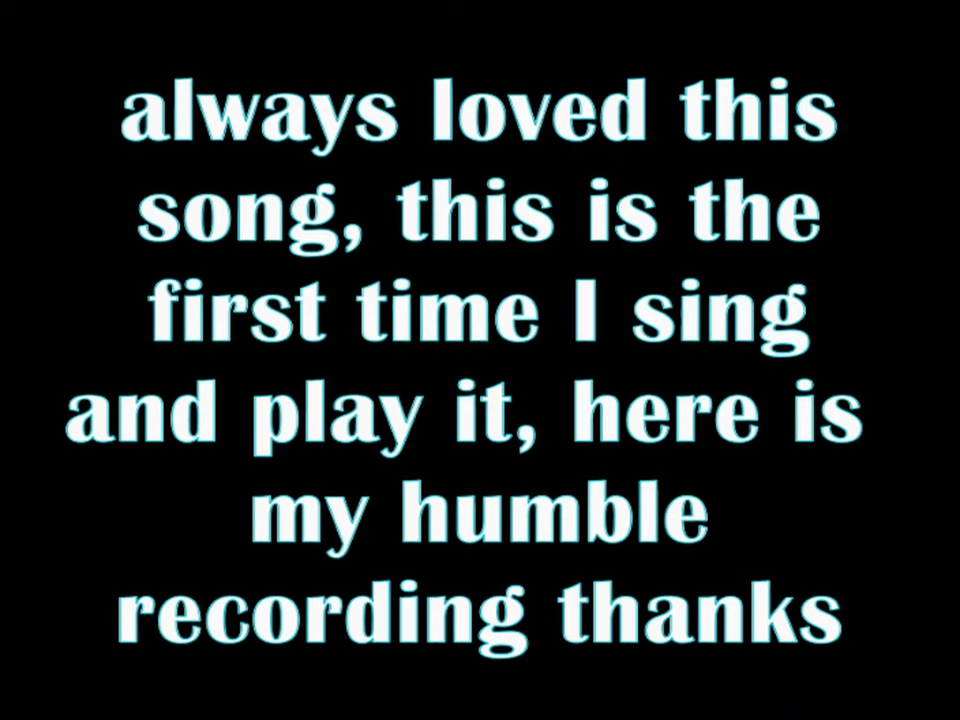 always loved this
song, this is the
first time I sing
and play it, here is
my humble
recording thanks